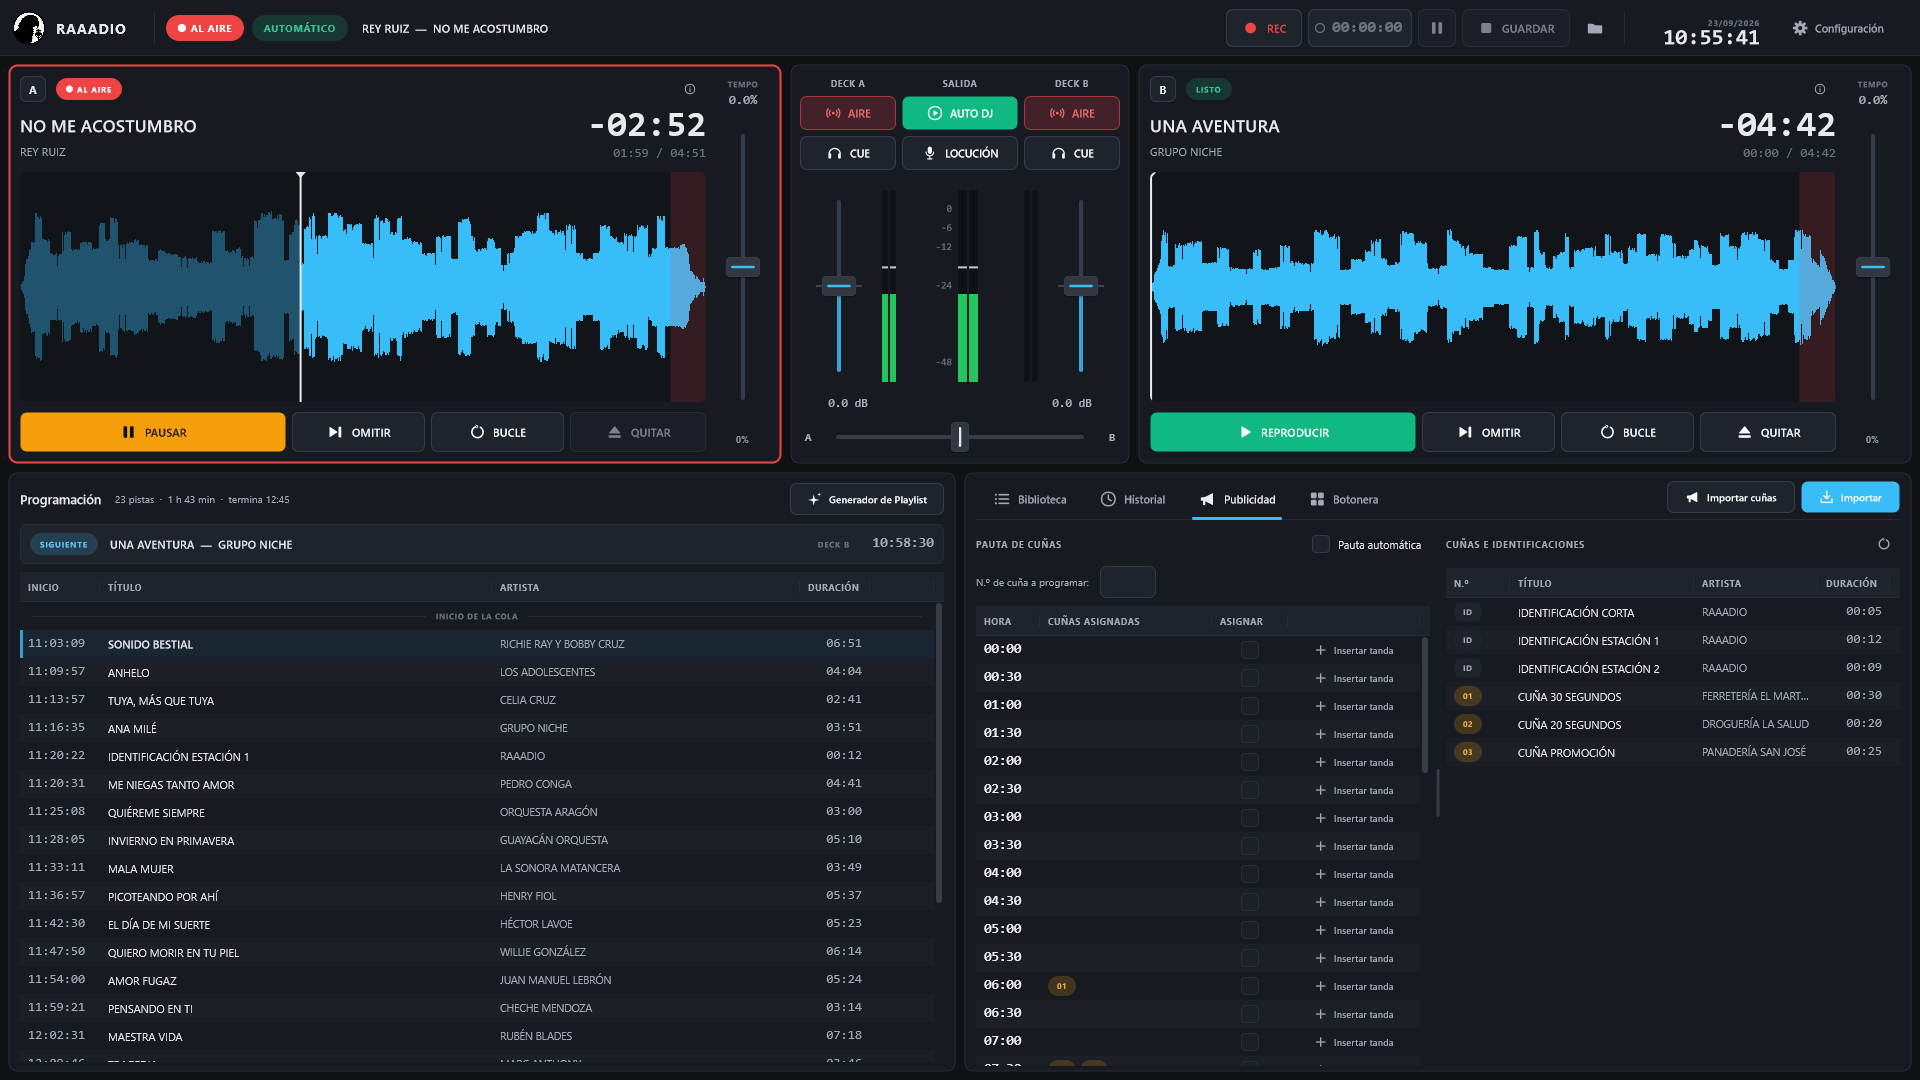 RAAADIO
AL AIRE
AUTOMÁTICO
REY RUIZ — NO ME ACOSTUMBRO
REC
00:00:00
GUARDAR
23/09/2026
10:55:41
Configuración
A
AL AIRE
NO ME ACOSTUMBRO
REY RUIZ
-02:52
01:59 / 04:51
TEMPO
0.0%
PAUSAR
OMITIR
BUCLE
QUITAR
0%
DECK A
SALIDA
DECK B
AIRE
AUTO DJ
AIRE
CUE
LOCUCIÓN
CUE
0
-6
-12
-24
-48
0.0 dB
0.0 dB
A
B
B
LISTO
UNA AVENTURA
GRUPO NICHE
-04:42
00:00 / 04:42
TEMPO
0.0%
REPRODUCIR
OMITIR
BUCLE
QUITAR
0%
Programación
23 pistas · 1 h 43 min · termina 12:45
Generador de Playlist
SIGUIENTE
UNA AVENTURA — GRUPO NICHE
DECK B
10:58:30
INICIO TÍTULO ARTISTA DURACIÓN
INICIO DE LA COLA
11:03:09 SONIDO BESTIAL RICHIE RAY Y BOBBY CRUZ 06:51
11:09:57 ANHELO LOS ADOLESCENTES 04:04
11:13:57 TUYA, MÁS QUE TUYA CELIA CRUZ 02:41
11:16:35 ANA MILÉ GRUPO NICHE 03:51
11:20:22 IDENTIFICACIÓN ESTACIÓN 1 RAAADIO 00:12
11:20:31 ME NIEGAS TANTO AMOR PEDRO CONGA 04:41
11:25:08 QUIÉREME SIEMPRE ORQUESTA ARAGÓN 03:00
11:28:05 INVIERNO EN PRIMAVERA GUAYACÁN ORQUESTA 05:10
11:33:11 MALA MUJER LA SONORA MATANCERA 03:49
11:36:57 PICOTEANDO POR AHÍ HENRY FIOL 05:37
11:42:30 EL DÍA DE MI SUERTE HÉCTOR LAVOE 05:23
11:47:50 QUIERO MORIR EN TU PIEL WILLIE GONZÁLEZ 06:14
11:54:00 AMOR FUGAZ JUAN MANUEL LEBRÓN 05:24
11:59:21 PENSANDO EN TI CHECHE MENDOZA 03:14
12:02:31 MAESTRA VIDA RUBÉN BLADES 07:18
Biblioteca
Historial
Publicidad
Botonera
Importar cuñas
Importar
PAUTA DE CUÑAS
Pauta automática
N.º de cuña a programar:
HORA CUÑAS ASIGNADAS ASIGNAR
00:00 Insertar tanda
00:30 Insertar tanda
01:00 Insertar tanda
01:30 Insertar tanda
02:00 Insertar tanda
02:30 Insertar tanda
03:00 Insertar tanda
03:30 Insertar tanda
04:00 Insertar tanda
04:30 Insertar tanda
05:00 Insertar tanda
05:30 Insertar tanda
06:00 01 Insertar tanda
06:30 Insertar tanda
07:00 Insertar tanda
CUÑAS E IDENTIFICACIONES
N.º TÍTULO ARTISTA DURACIÓN
ID IDENTIFICACIÓN CORTA RAAADIO 00:05
ID IDENTIFICACIÓN ESTACIÓN 1 RAAADIO 00:12
ID IDENTIFICACIÓN ESTACIÓN 2 RAAADIO 00:09
01 CUÑA 30 SEGUNDOS FERRETERÍA EL MART... 00:30
02 CUÑA 20 SEGUNDOS DROGUERÍA LA SALUD 00:20
03 CUÑA PROMOCIÓN PANADERÍA SAN JOSÉ 00:25